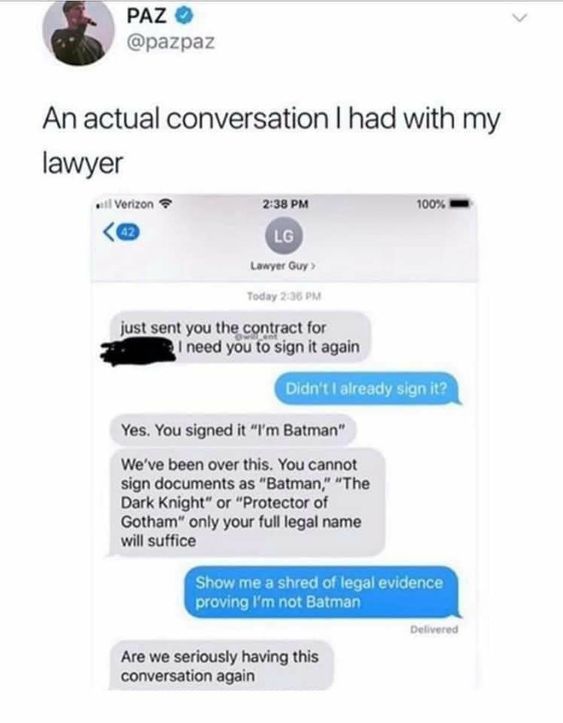 PAZ
@pazpaz
An actual conversation I had with my
lawyer
Verizon 2:38 PM 100%
42
LG
Lawyer Guy >
Today 2:36 PM
just sent you the contract for
I need you to sign it again
Didn't I already sign it?
Yes. You signed it "I'm Batman"
We've been over this. You cannot
sign documents as "Batman," "The
Dark Knight" or "Protector of
Gotham" only your full legal name
will suffice
Show me a shred of legal evidence
proving I'm not Batman
Delivered
Are we seriously having this
conversation again